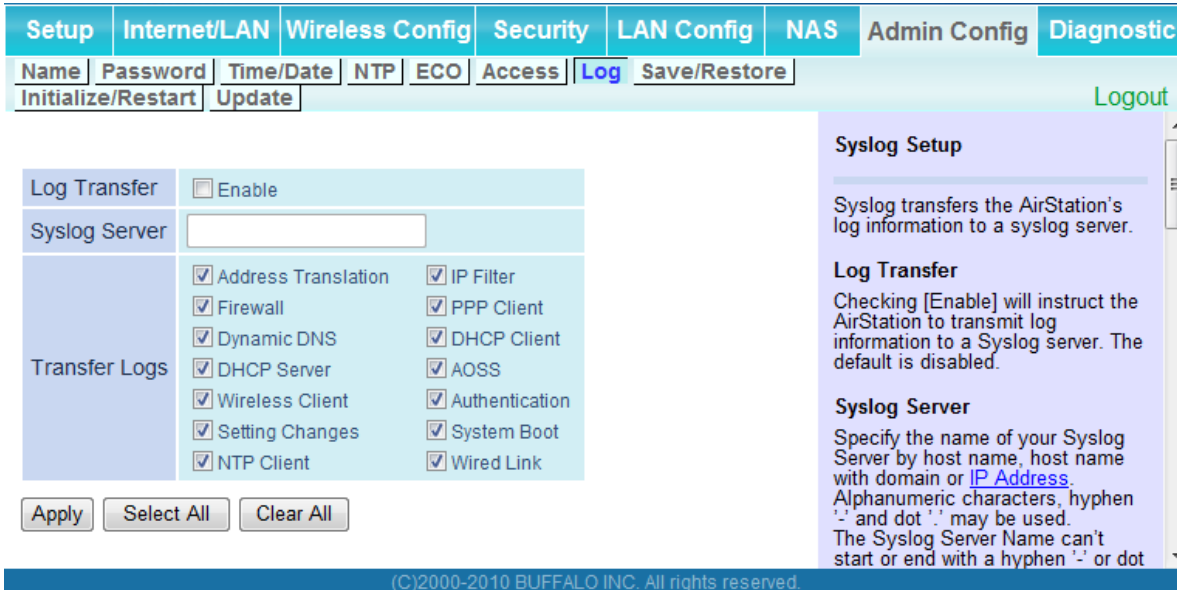 Setup Internet/LAN Wireless Config Security LAN Config NAS Admin Config Diagnostic
Name Password Time/Date NTP ECO Access Log Save/Restore
Initialize/Restart Update
Logout
Log Transfer Enable
Syslog Server
Transfer Logs
Address Translation IP Filter
Firewall PPP Client
Dynamic DNS DHCP Client
DHCP Server AOSS
Wireless Client Authentication
Setting Changes System Boot
NTP Client Wired Link
Apply Select All Clear All
Syslog Setup
Syslog transfers the AirStation's
log information to a syslog server.
Log Transfer
Checking [Enable] will instruct the
AirStation to transmit log
information to a Syslog server. The
default is disabled.
Syslog Server
Specify the name of your Syslog
Server by host name, host name
with domain or IP Address.
Alphanumeric characters, hyphen
'-' and dot '.' may be used.
The Syslog Server Name can't
start or end with a hyphen '-' or dot
(C)2000-2010 BUFFALO INC. All rights reserved.